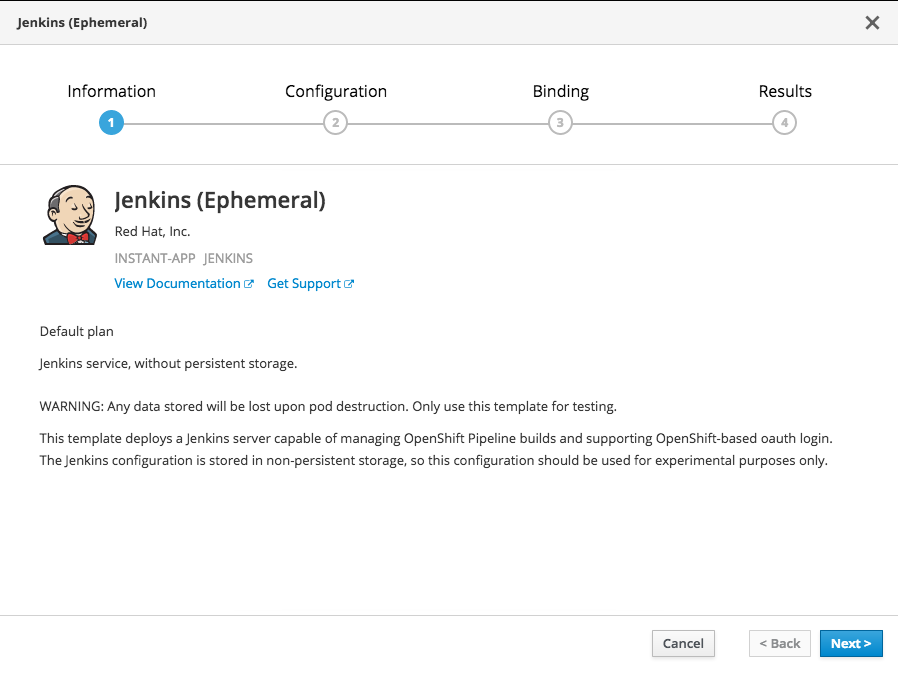 Jenkins (Ephemeral)
Information Configuration Binding Results
1 2 3 4
Jenkins (Ephemeral)
Red Hat, Inc.
INSTANT-APP JENKINS
View Documentation Get Support
Default plan
Jenkins service, without persistent storage.
WARNING: Any data stored will be lost upon pod destruction. Only use this template for testing.
This template deploys a Jenkins server capable of managing OpenShift Pipeline builds and supporting OpenShift-based oauth login.
The Jenkins configuration is stored in non-persistent storage, so this configuration should be used for experimental purposes only.
Cancel < Back Next >